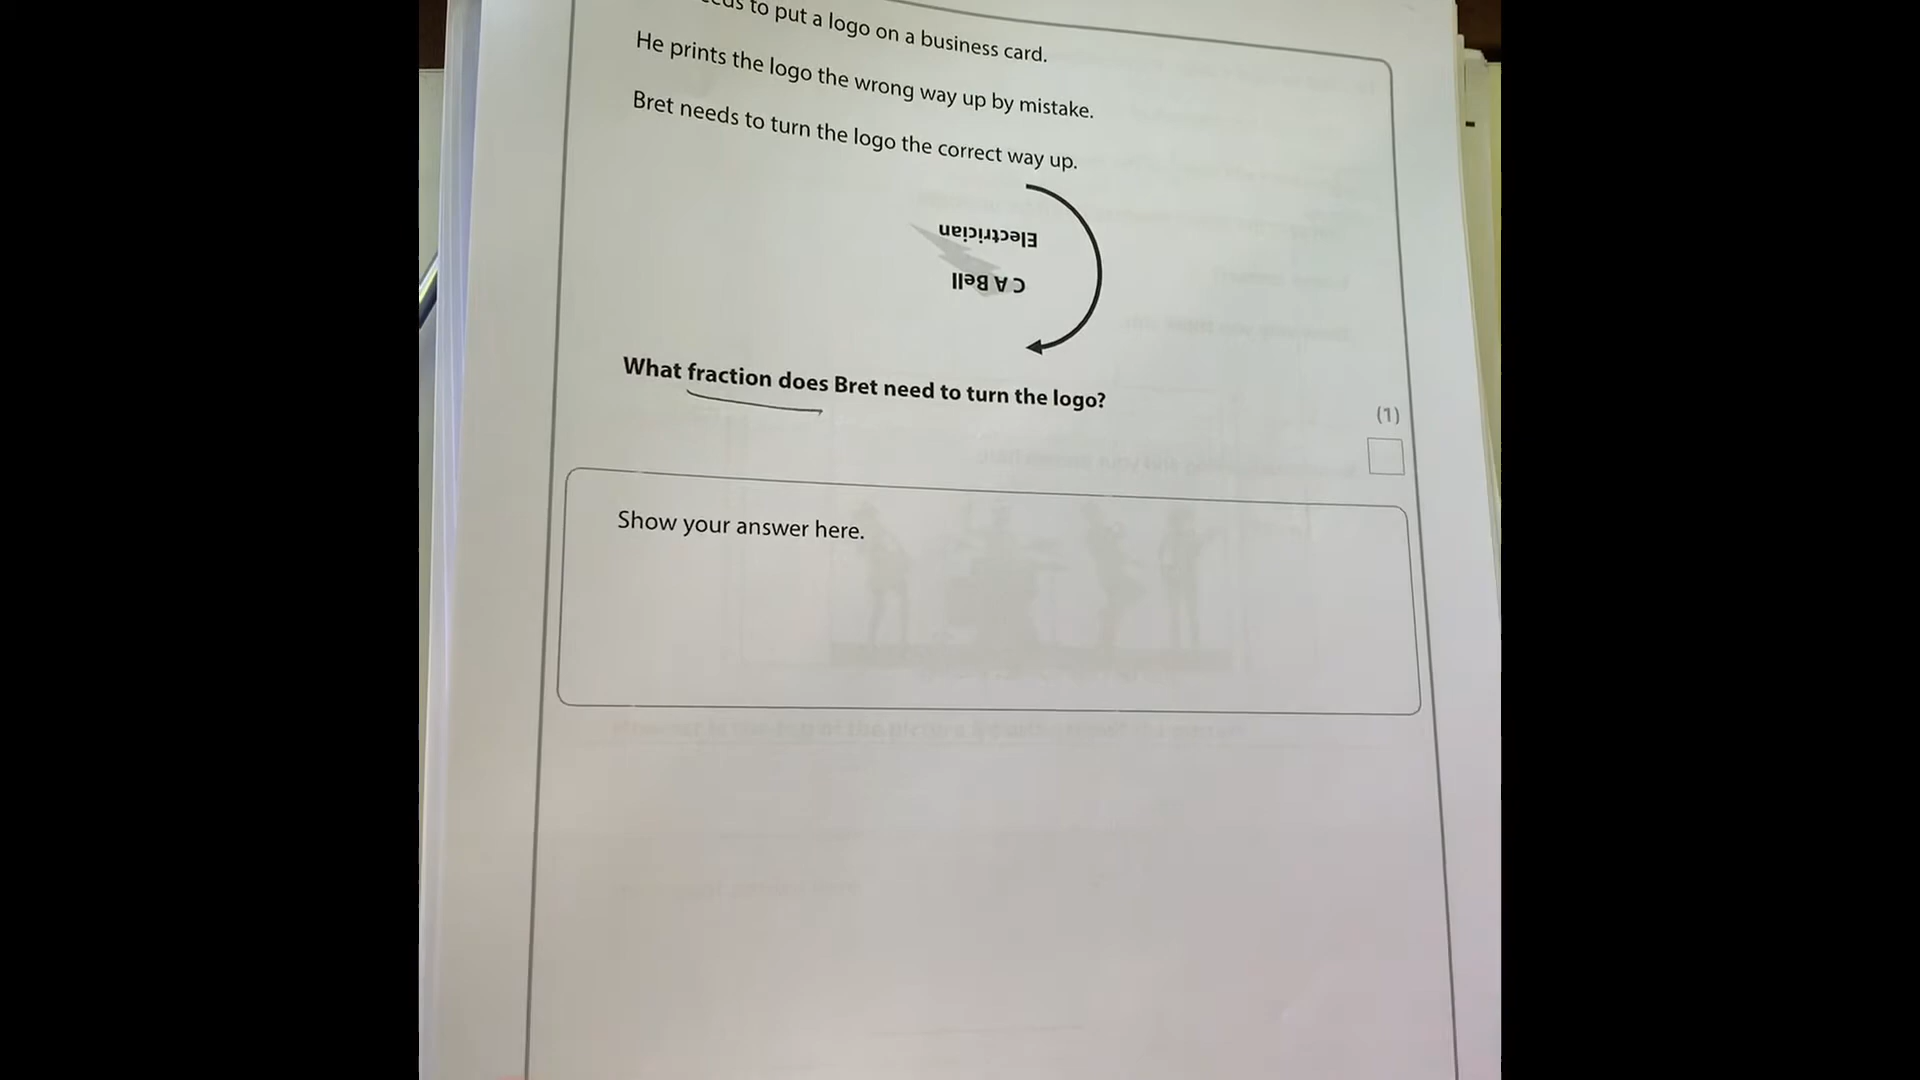 to put a logo on a business card.
He prints the logo the wrong way up by mistake.
Bret needs to turn the logo the correct way up.
Electrician
C A Bell
What fraction does Bret need to turn the logo?
(1)
Show your answer here.